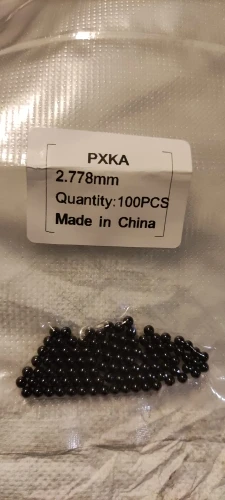 PXKA
2.778mm
Quantity:100PCS
Made in China